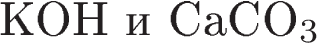 KOH и CaCO₃